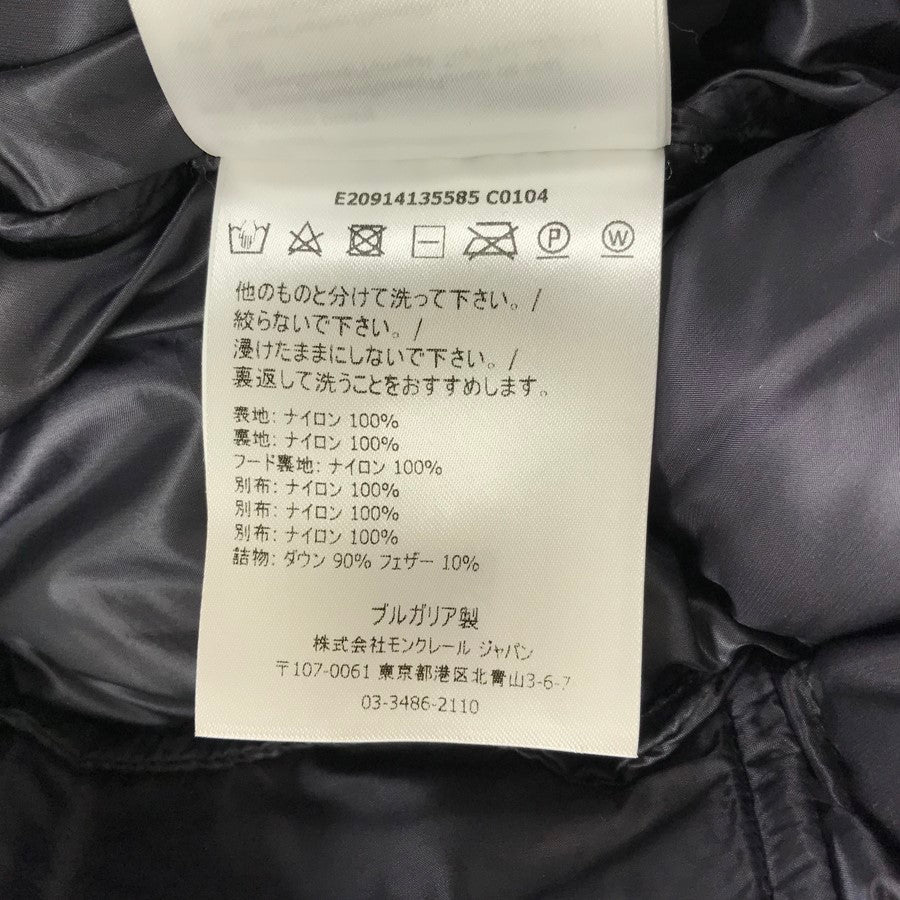 E20914135585 C0104
P W
他のものと分けて洗って下さい。/
絞らないで下さい。/
浸けたままにしないで下さい。/
裏返して洗うことをおすすめします。
表地: ナイロン 100%
裏地: ナイロン 100%
フード裏地: ナイロン 100%
別布: ナイロン 100%
別布: ナイロン 100%
別布: ナイロン 100%
詰物: ダウン 90% フェザー 10%
ブルガリア製
株式会社モンクレール ジャパン
〒107-0061 東京都港区北青山3-6-7
03-3486-2110